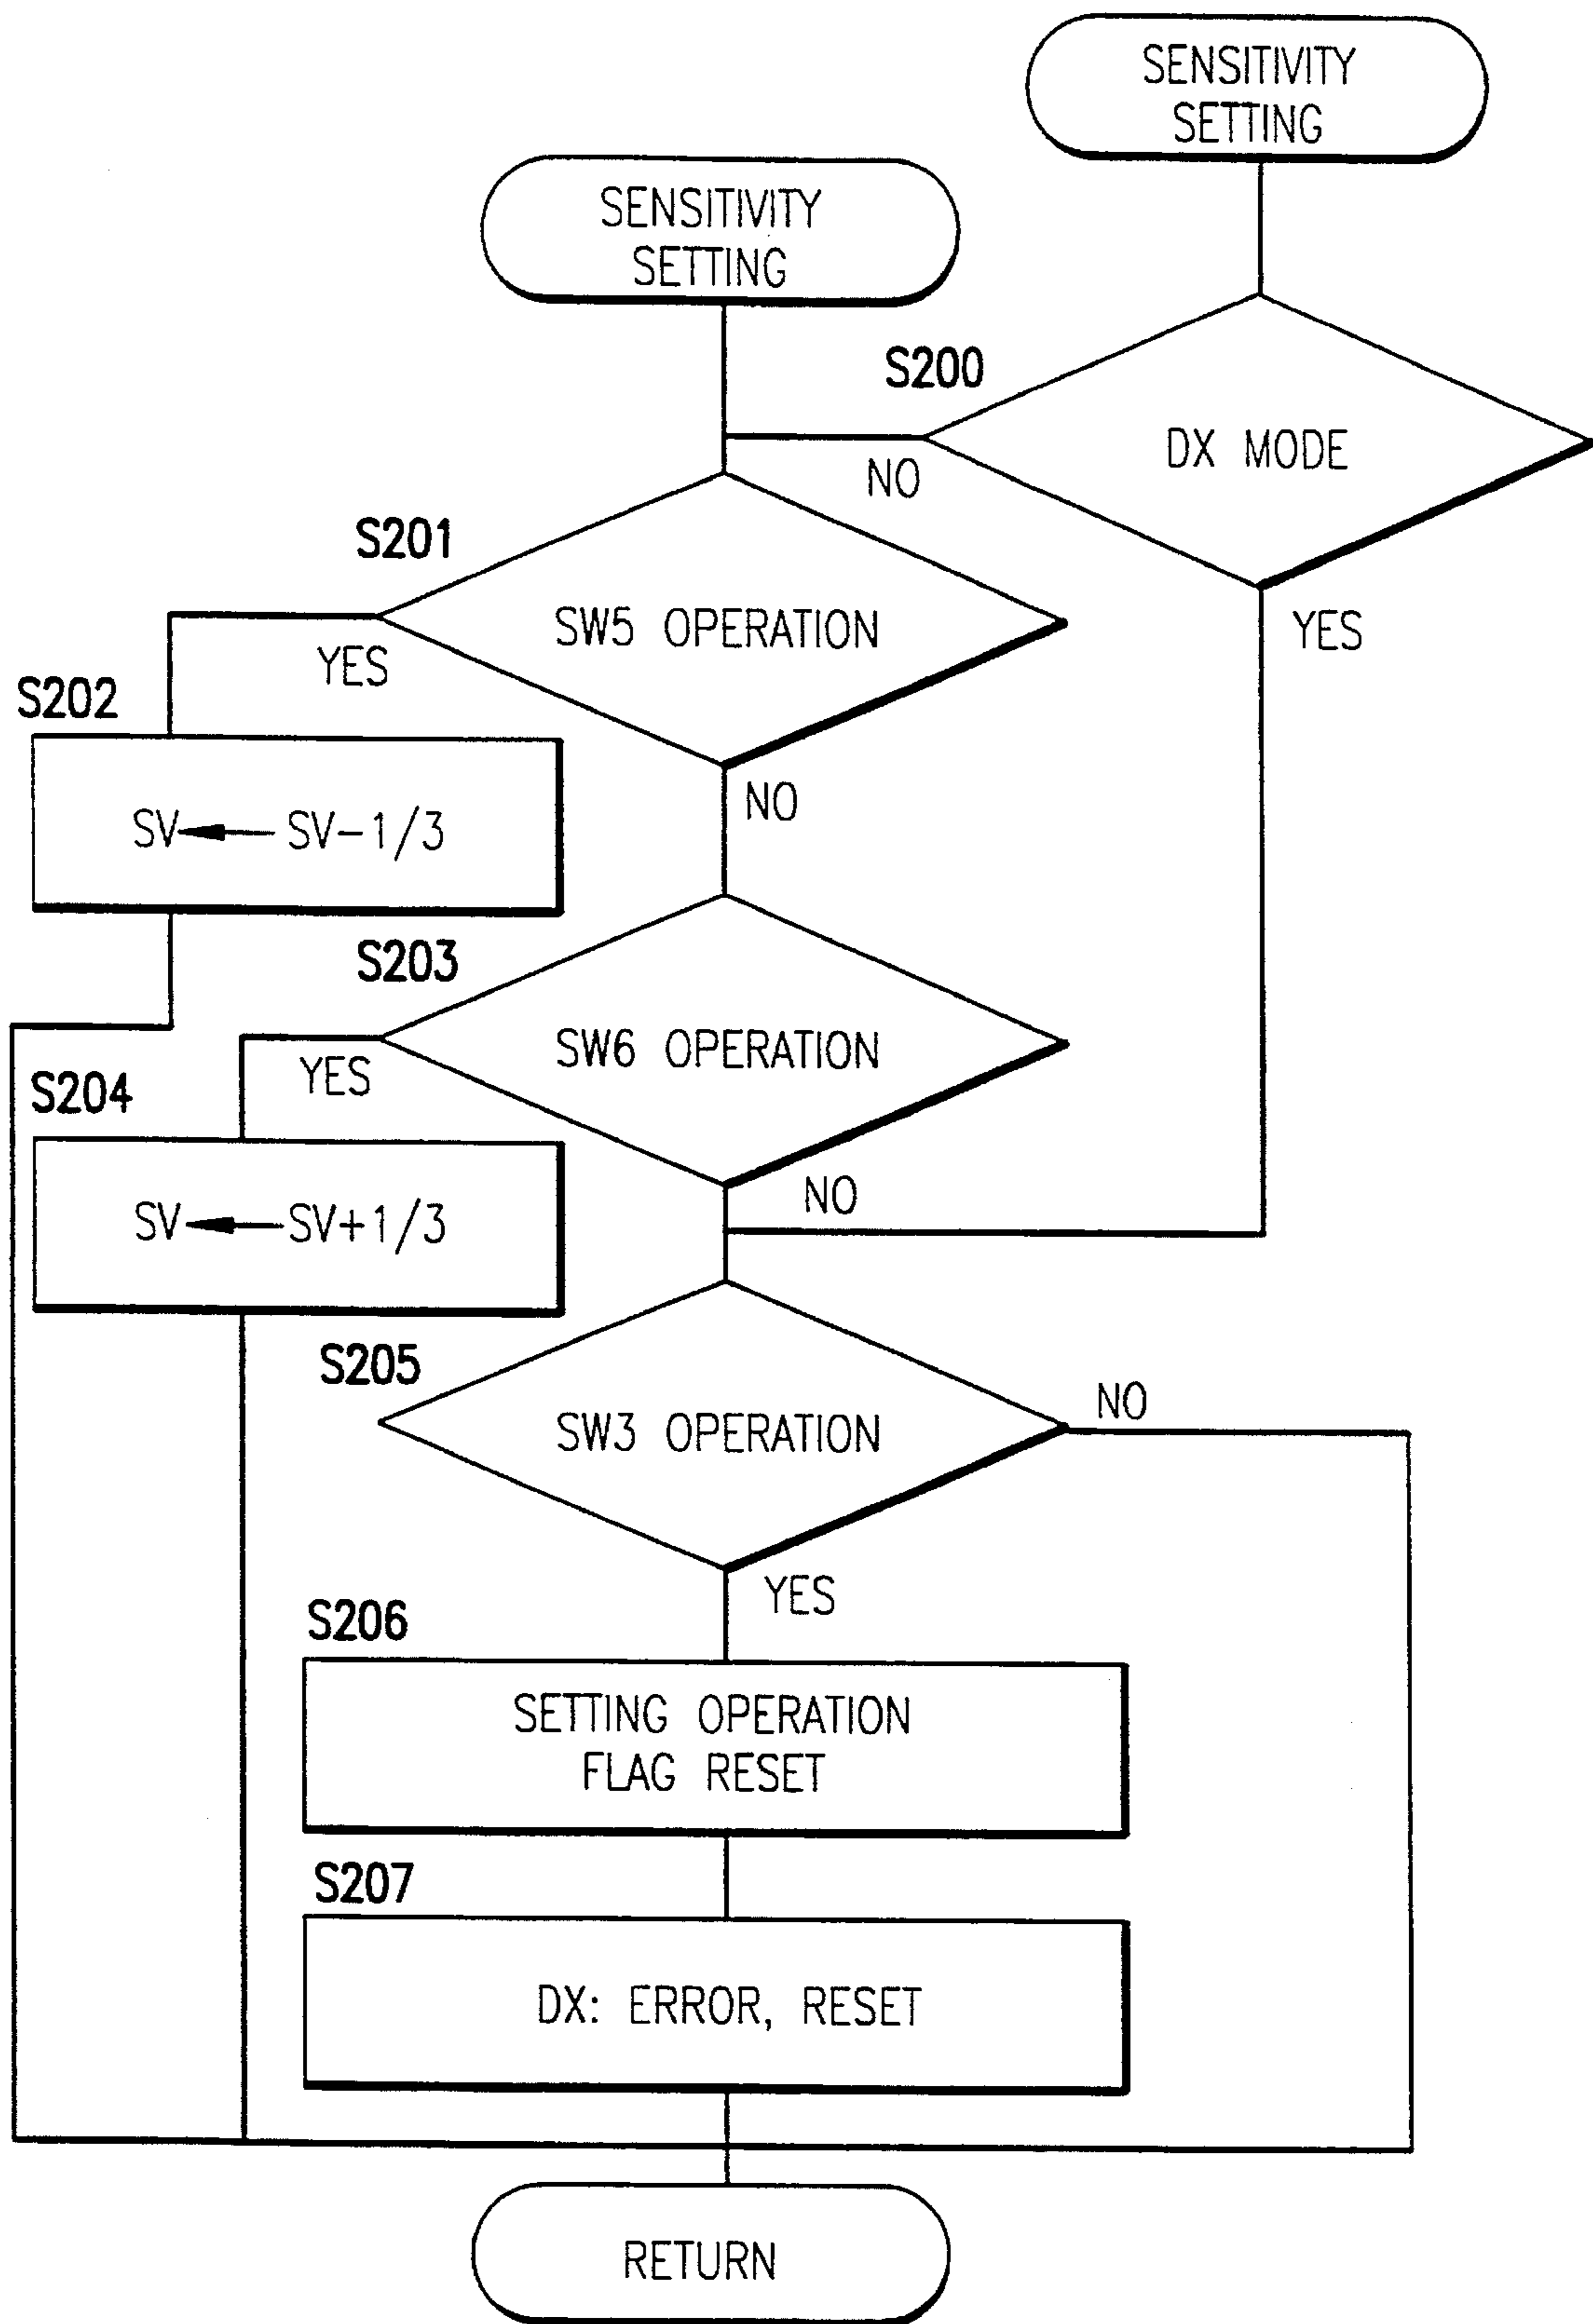 SENSITIVITY
SETTING
SENSITIVITY
SETTING
S200
DX MODE
NO
YES
S201
SW5 OPERATION
YES
NO
S202
SV ← SV-1/3
S203
SW6 OPERATION
YES
NO
S204
SV ← SV+1/3
S205
SW3 OPERATION
NO
YES
S206
SETTING OPERATION
FLAG RESET
S207
DX: ERROR, RESET
RETURN